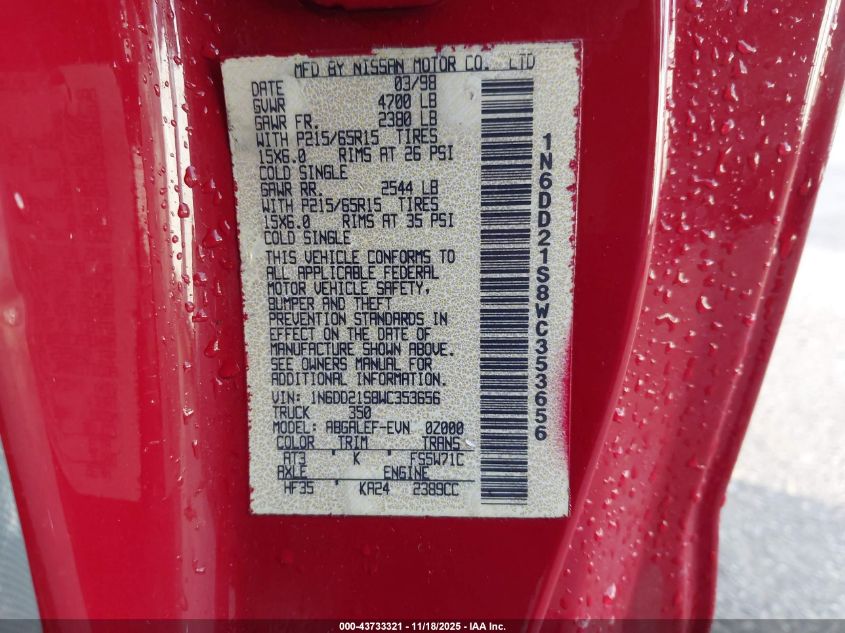 MFD BY NISSAN MOTOR CO., LTD
DATE 03/98
GVWR 4700 LB
GAWR FR. 2380 LB
WITH P215/65R15 TIRES
15X6.0 RIMS AT 26 PSI
COLD SINGLE
GAWR RR. 2544 LB
WITH P215/65R15 TIRES
15X6.0 RIMS AT 35 PSI
COLD SINGLE
THIS VEHICLE CONFORMS TO
ALL APPLICABLE FEDERAL
MOTOR VEHICLE SAFETY,
BUMPER AND THEFT
PREVENTION STANDARDS IN
EFFECT ON THE DATE OF
MANUFACTURE SHOWN ABOVE.
SEE OWNERS MANUAL FOR
ADDITIONAL INFORMATION
VIN: 1N6DD21S8WC353656
TRUCK 350
MODEL: ABGALEF-EVN 0Z000
COLOR TRIM TRANS
AT3 K FS5W71C
AXLE ENGINE
HF35 KA24 2389CC
1N6DD21S8WC353656
000-43733321 - 11/18/2025 - IAA Inc.